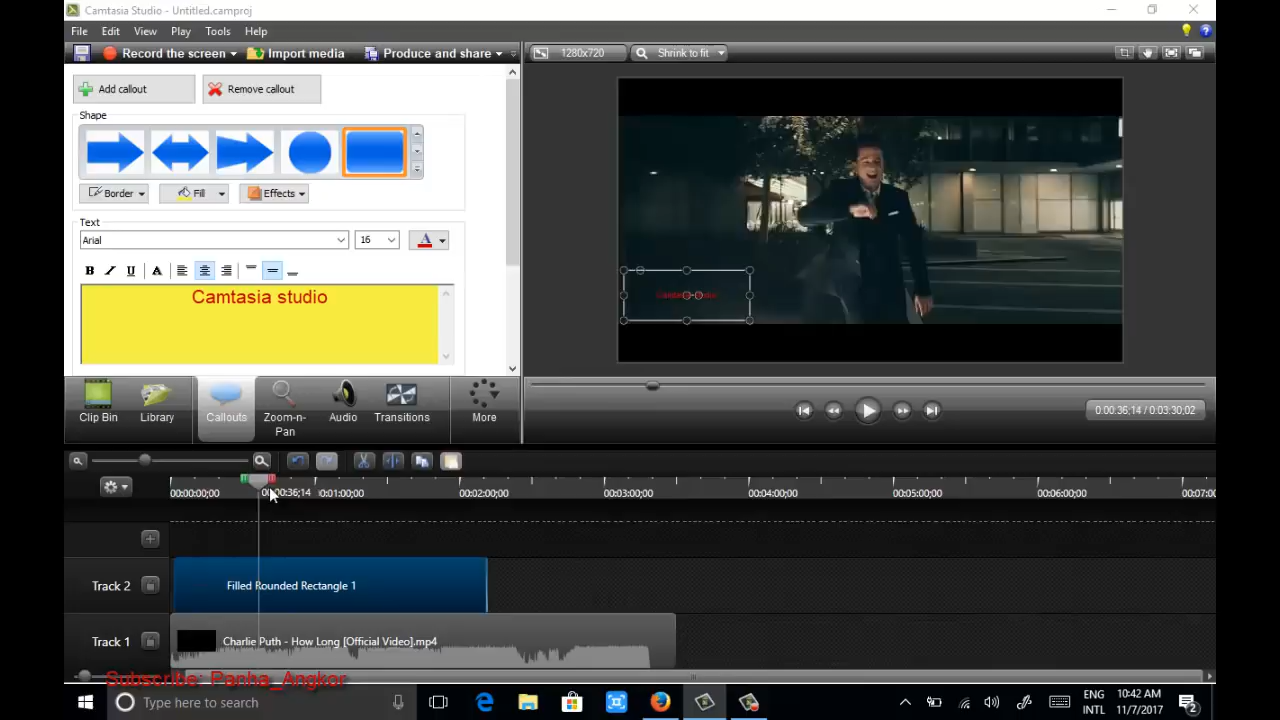 Camtasia Studio - Untitled.camproj
File Edit View Play Tools Help
Record the screen Import media Produce and share
1280x720 Shrink to fit
Add callout Remove callout
Shape
Border Fill Effects
Text
Arial 16 A
B I U A
Camtasia studio
Clip Bin Library Callouts Zoom-n-Pan Audio Transitions More
0:00:36;14 / 0:03:30;02
00:00:00;00 00:00:36;14 00:01:00;00 00:02:00;00 00:03:00;00 00:04:00;00 00:05:00;00 00:06:00;00 00:07:00
Track 2 Filled Rounded Rectangle 1
Track 1 Charlie Puth - How Long [Official Video].mp4
Subscribe: Panha_Angkor
Type here to search
ENG 10:42 AM
INTL 11/7/2017 2